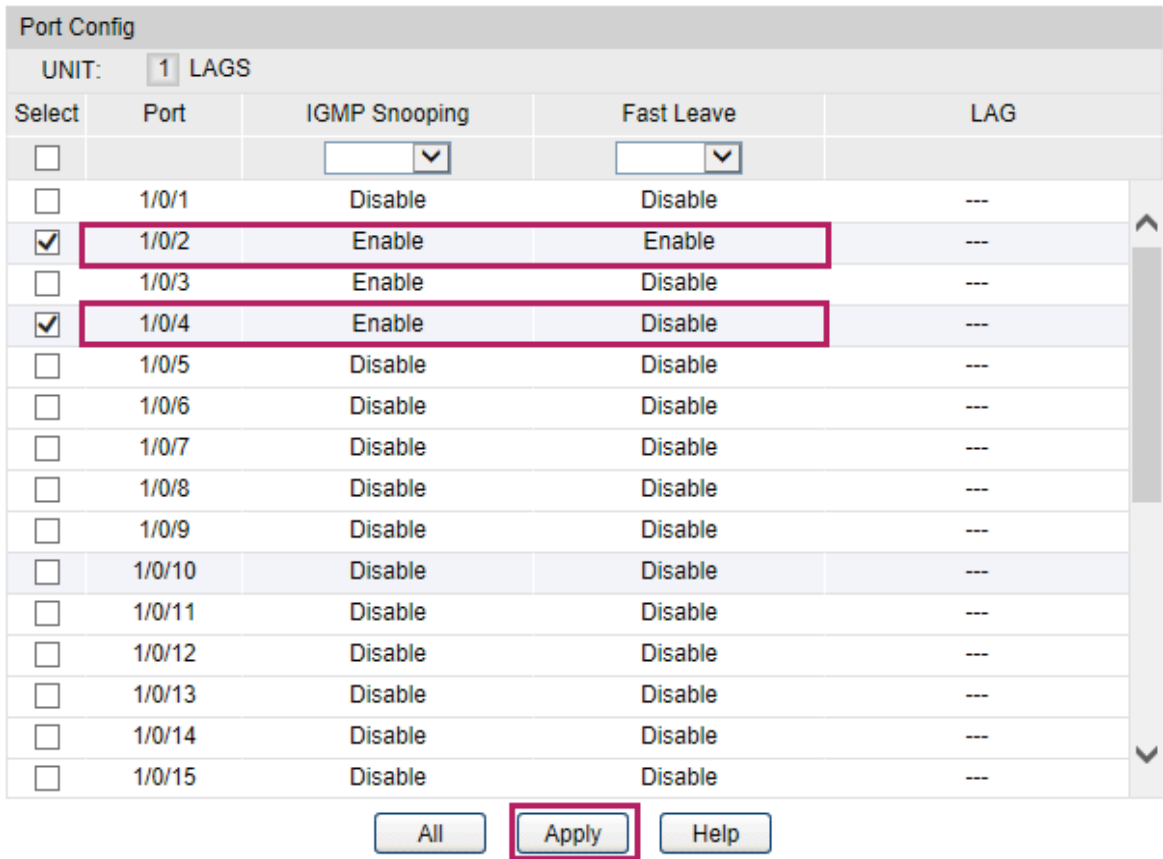 Port Config
UNIT: 1 LAGS
Select Port IGMP Snooping Fast Leave LAG
1/0/1 Disable Disable ---
1/0/2 Enable Enable ---
1/0/3 Enable Disable ---
1/0/4 Enable Disable ---
1/0/5 Disable Disable ---
1/0/6 Disable Disable ---
1/0/7 Disable Disable ---
1/0/8 Disable Disable ---
1/0/9 Disable Disable ---
1/0/10 Disable Disable ---
1/0/11 Disable Disable ---
1/0/12 Disable Disable ---
1/0/13 Disable Disable ---
1/0/14 Disable Disable ---
1/0/15 Disable Disable ---
All Apply Help